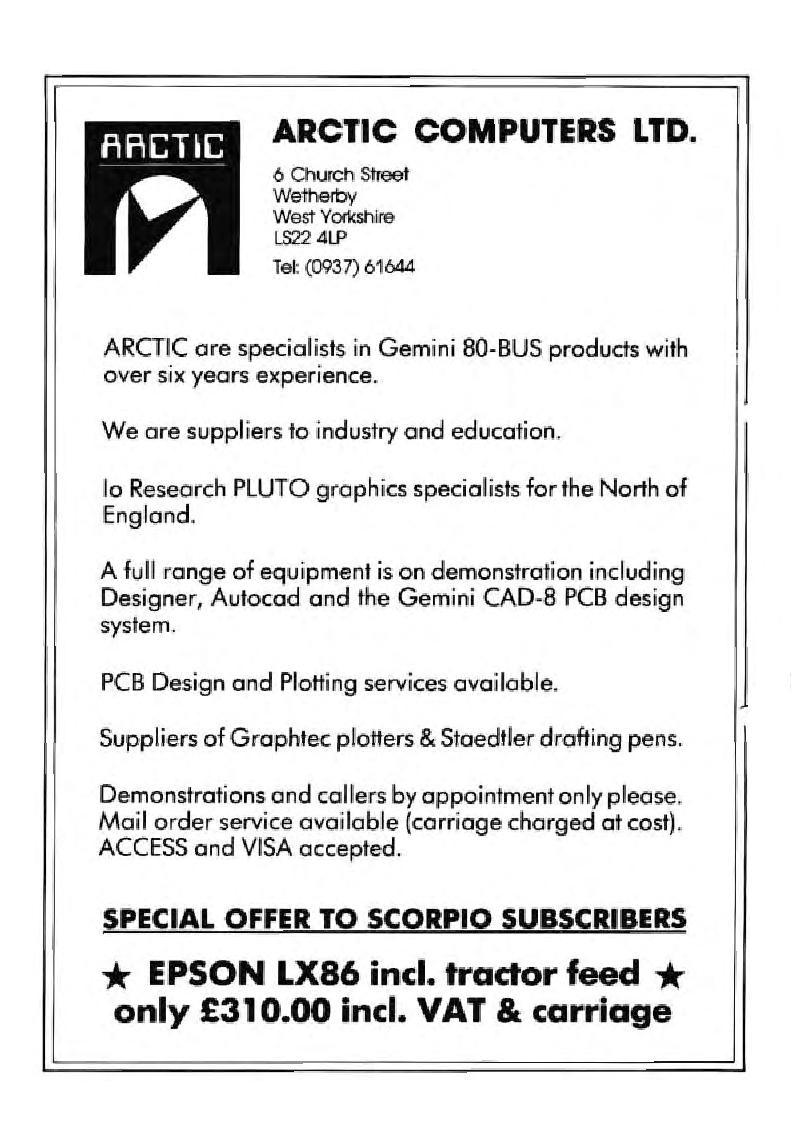 ARCTIC
ARCTIC COMPUTERS LTD.
6 Church Street
Wetherby
West Yorkshire
LS22 4LP
Tel: (0937) 61644
ARCTIC are specialists in Gemini 80-BUS products with
over six years experience.
We are suppliers to industry and education.
Io Research PLUTO graphics specialists for the North of
England.
A full range of equipment is on demonstration including
Designer, Autocad and the Gemini CAD-8 PCB design
system.
PCB Design and Plotting services available.
Suppliers of Graphtec plotters & Staedtler drafting pens.
Demonstrations and callers by appointment only please.
Mail order service available (carriage charged at cost).
ACCESS and VISA accepted.
SPECIAL OFFER TO SCORPIO SUBSCRIBERS
★ EPSON LX86 incl. tractor feed ★
only £310.00 incl. VAT & carriage